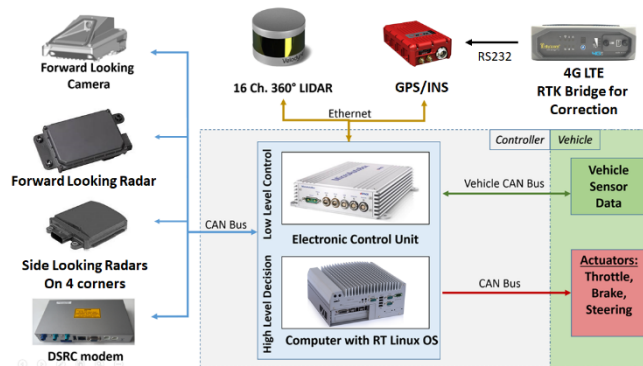 Forward Looking
Camera
Forward Looking Radar
Side Looking Radars
On 4 corners
DSRC modem
16 Ch. 360° LIDAR
GPS/INS
RS232
4G LTE
RTK Bridge for
Correction
Ethernet
CAN Bus
Controller
Vehicle
Low Level Control
Electronic Control Unit
High Level Decision
Computer with RT Linux OS
Vehicle CAN Bus
Vehicle
Sensor
Data
CAN Bus
Actuators:
Throttle,
Brake,
Steering